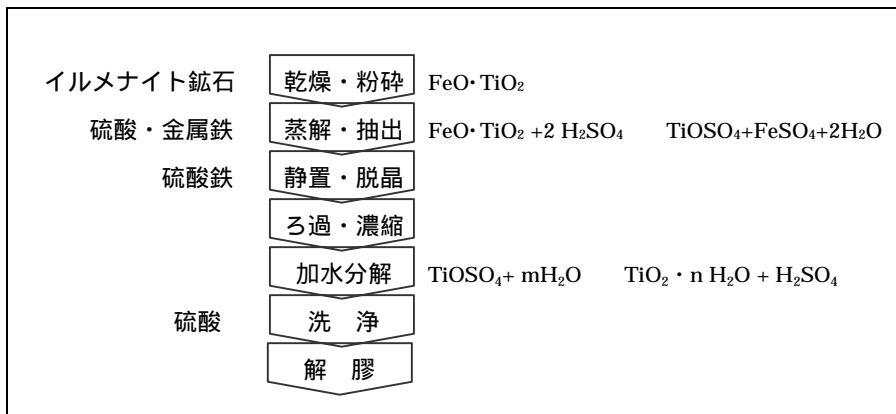 イルメナイト鉱石 乾燥・粉砕 FeO･TiO₂
硫酸・金属鉄 蒸解・抽出 FeO･TiO₂ +2 H₂SO₄ TiOSO₄+FeSO₄+2H₂O
硫酸鉄 静置・脱晶
ろ過・濃縮
加水分解 TiOSO₄+ mH₂O TiO₂・n H₂O + H₂SO₄
硫酸 洗 浄
解 膠